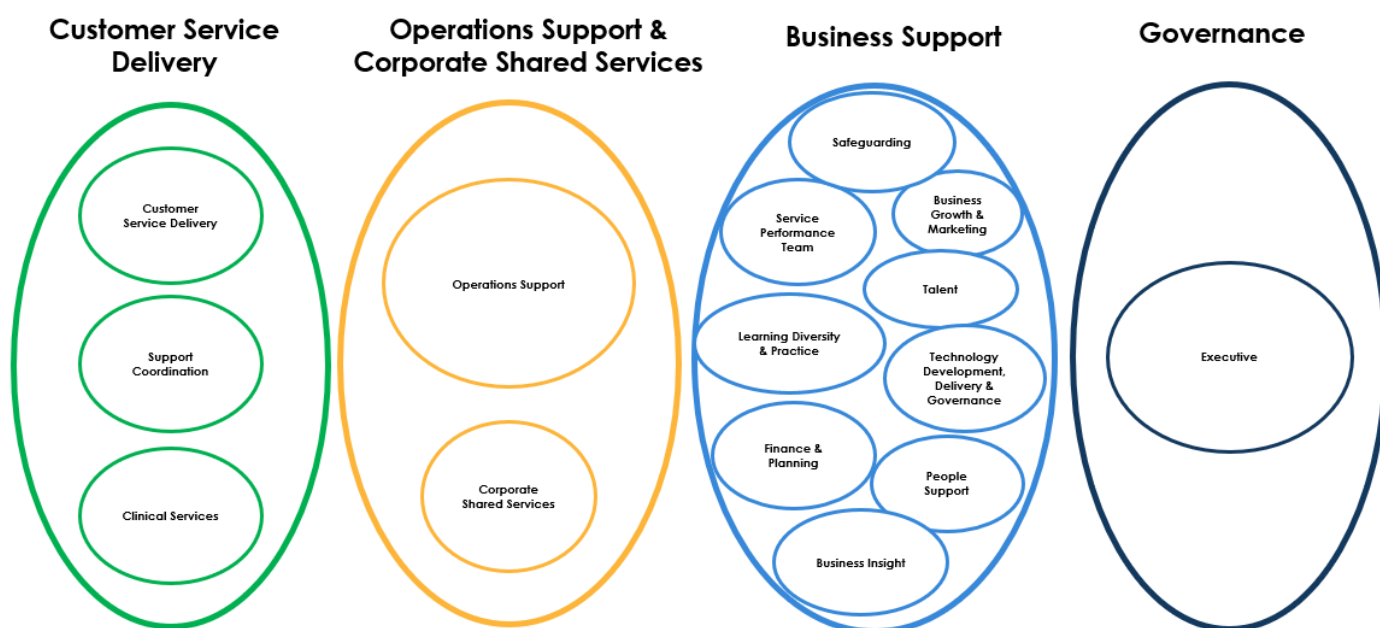 Customer Service
Delivery
Customer
Service Delivery
Support
Coordination
Clinical Services
Operations Support &
Corporate Shared Services
Operations Support
Corporate
Shared Services
Business Support
Safeguarding
Business
Growth &
Marketing
Service
Performance
Team
Talent
Learning Diversity
& Practice
Technology
Development,
Delivery &
Governance
Finance &
Planning
People
Support
Business Insight
Governance
Executive